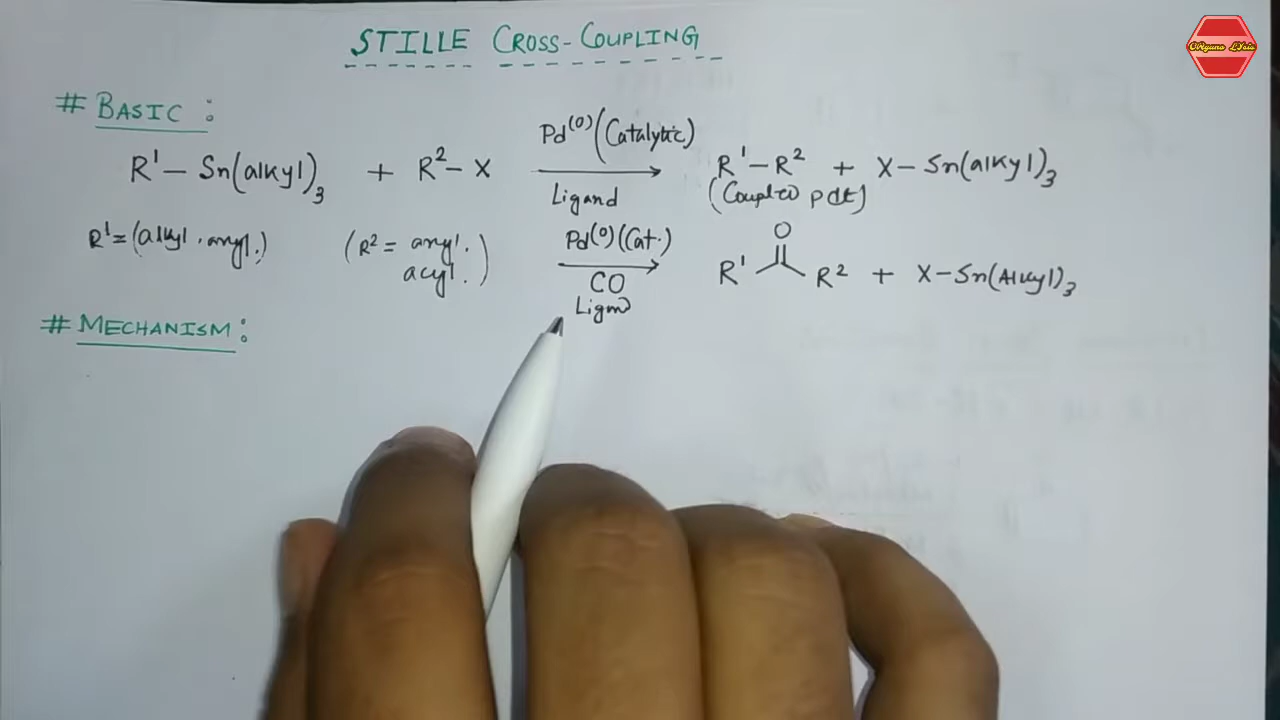 STILLE CROSS-COUPLING
# BASIC :
R¹– Sn(alkyl)₃ + R²– X Pd⁽⁰⁾(Catalytic) Ligand R¹–R² + X–Sn(alkyl)₃
(Coupled pdt)
R¹=(alkyl, aryl.) (R²= aryl. acyl.) Pd⁽⁰⁾(Cat.) CO R¹ O R² + X–Sn(Alkyl)₃
# MECHANISM :